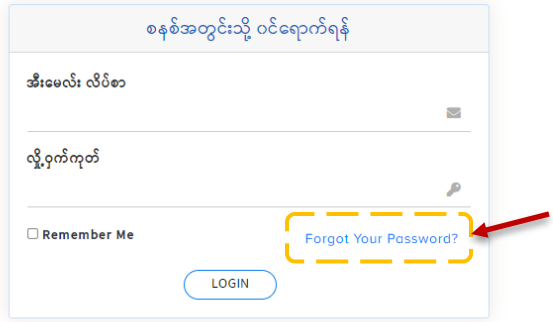 စနစ်အတွင်းသို့ ဝင်ရောက်ရန်
အီးမေလ်း လိပ်စာ
လှို့ဝှက်ကုတ်
Remember Me
Forgot Your Password?
LOGIN